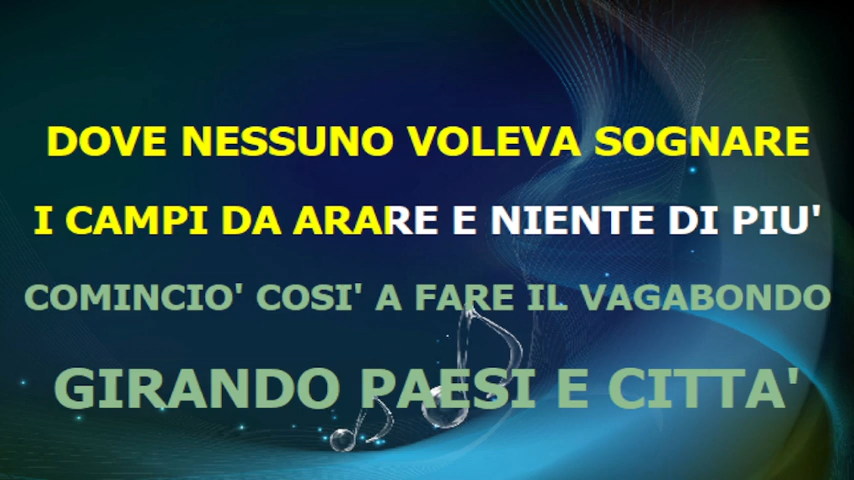 DOVE NESSUNO VOLEVA SOGNARE
I CAMPI DA ARARE E NIENTE DI PIU'
COMINCIO' COSI' A FARE IL VAGABONDO
GIRANDO PAESI E CITTA'